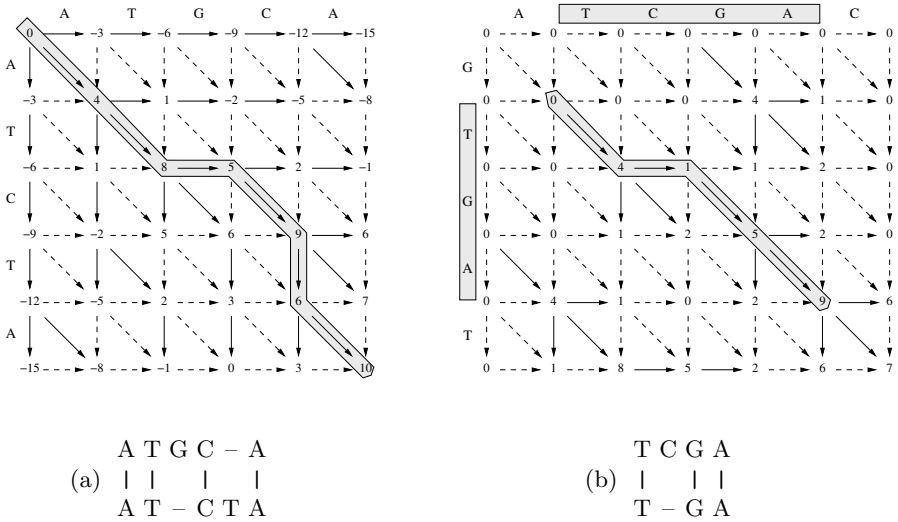 A T G C A
0 −3 −6 −9 −12 −15
A
−3 4 1 −2 −5 −8
T
−6 1 8 5 2 −1
C
−9 −2 5 6 9 6
T
−12 −5 2 3 6 7
A
−15 −8 −1 0 3 10
A T G C – A
(a)
A T – C T A
A T C G A C
0 0 0 0 0 0 0
G
0 0 0 0 4 1 0
T
0 0 4 1 1 2 0
G
0 0 1 2 5 2 0
A
0 4 1 0 2 9 6
T
0 1 8 5 2 6 7
T C G A
(b)
T – G A